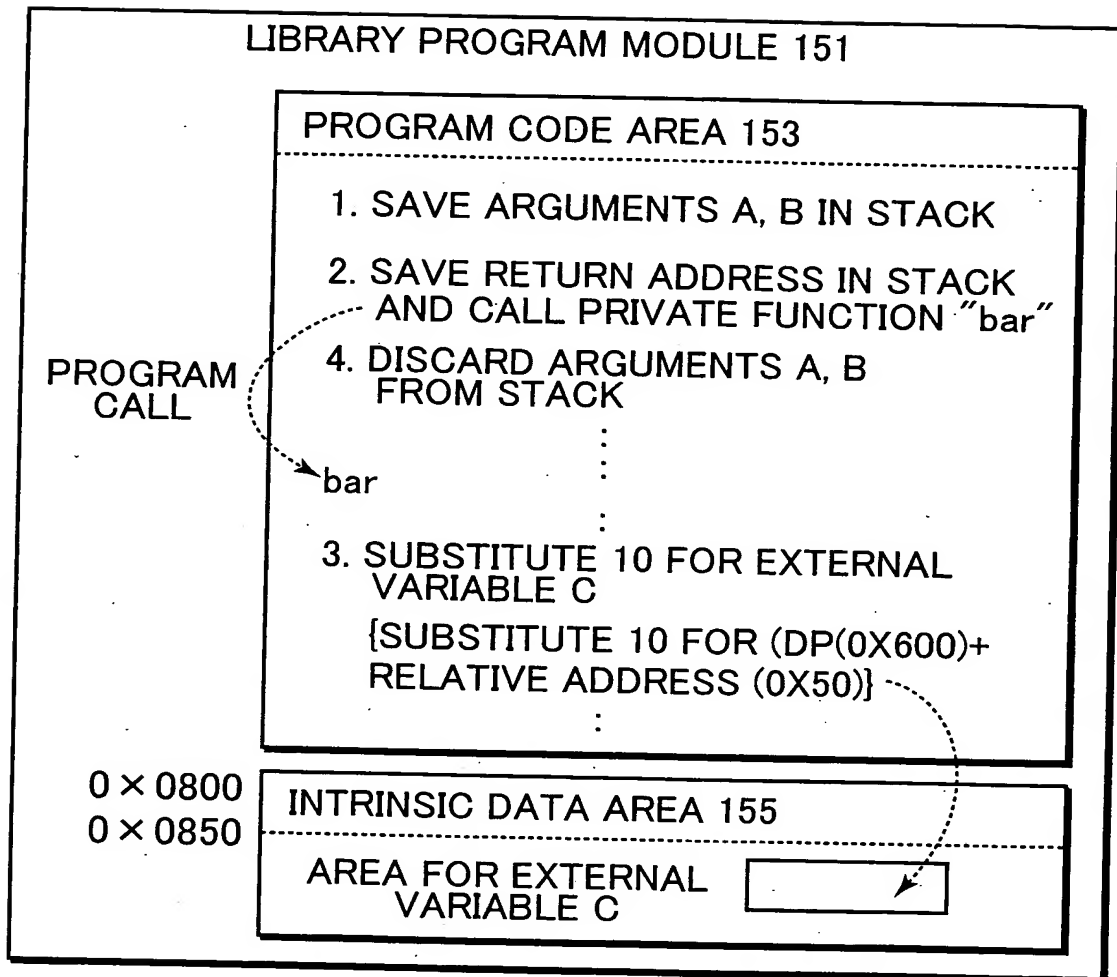 LIBRARY PROGRAM MODULE 151
PROGRAM CODE AREA 153
1. SAVE ARGUMENTS A, B IN STACK
2. SAVE RETURN ADDRESS IN STACK
AND CALL PRIVATE FUNCTION "bar"
4. DISCARD ARGUMENTS A, B
FROM STACK
PROGRAM
CALL
bar
3. SUBSTITUTE 10 FOR EXTERNAL
VARIABLE C
{SUBSTITUTE 10 FOR (DP(0X600)+
RELATIVE ADDRESS (0X50)}
0×0800
0×0850
INTRINSIC DATA AREA 155
AREA FOR EXTERNAL
VARIABLE C